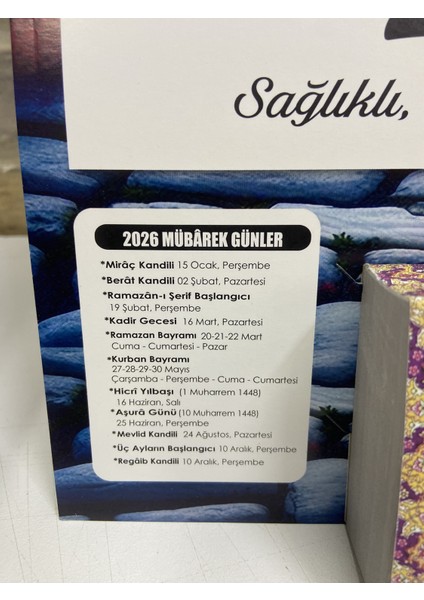 Sağlıklı,
2026 MÜBÂREK GÜNLER
*Mirâç Kandili 15 Ocak, Perşembe
*Berât Kandili 02 Şubat, Pazartesi
*Ramazân-ı Şerif Başlangıcı
19 Şubat, Perşembe
*Kadir Gecesi 16 Mart, Pazartesi
*Ramazan Bayramı 20-21-22 Mart
Cuma - Cumartesi - Pazar
*Kurban Bayramı
27-28-29-30 Mayıs
Çarşamba - Perşembe - Cuma - Cumartesi
*Hicrî Yılbaşı (1 Muharrem 1448)
16 Haziran, Salı
*Aşurâ Günü (10 Muharrem 1448)
25 Haziran, Perşembe
*Mevlid Kandili 24 Ağustos, Pazartesi
*Üç Ayların Başlangıcı 10 Aralık, Perşembe
*Regâib Kandili 10 Aralık, Perşembe